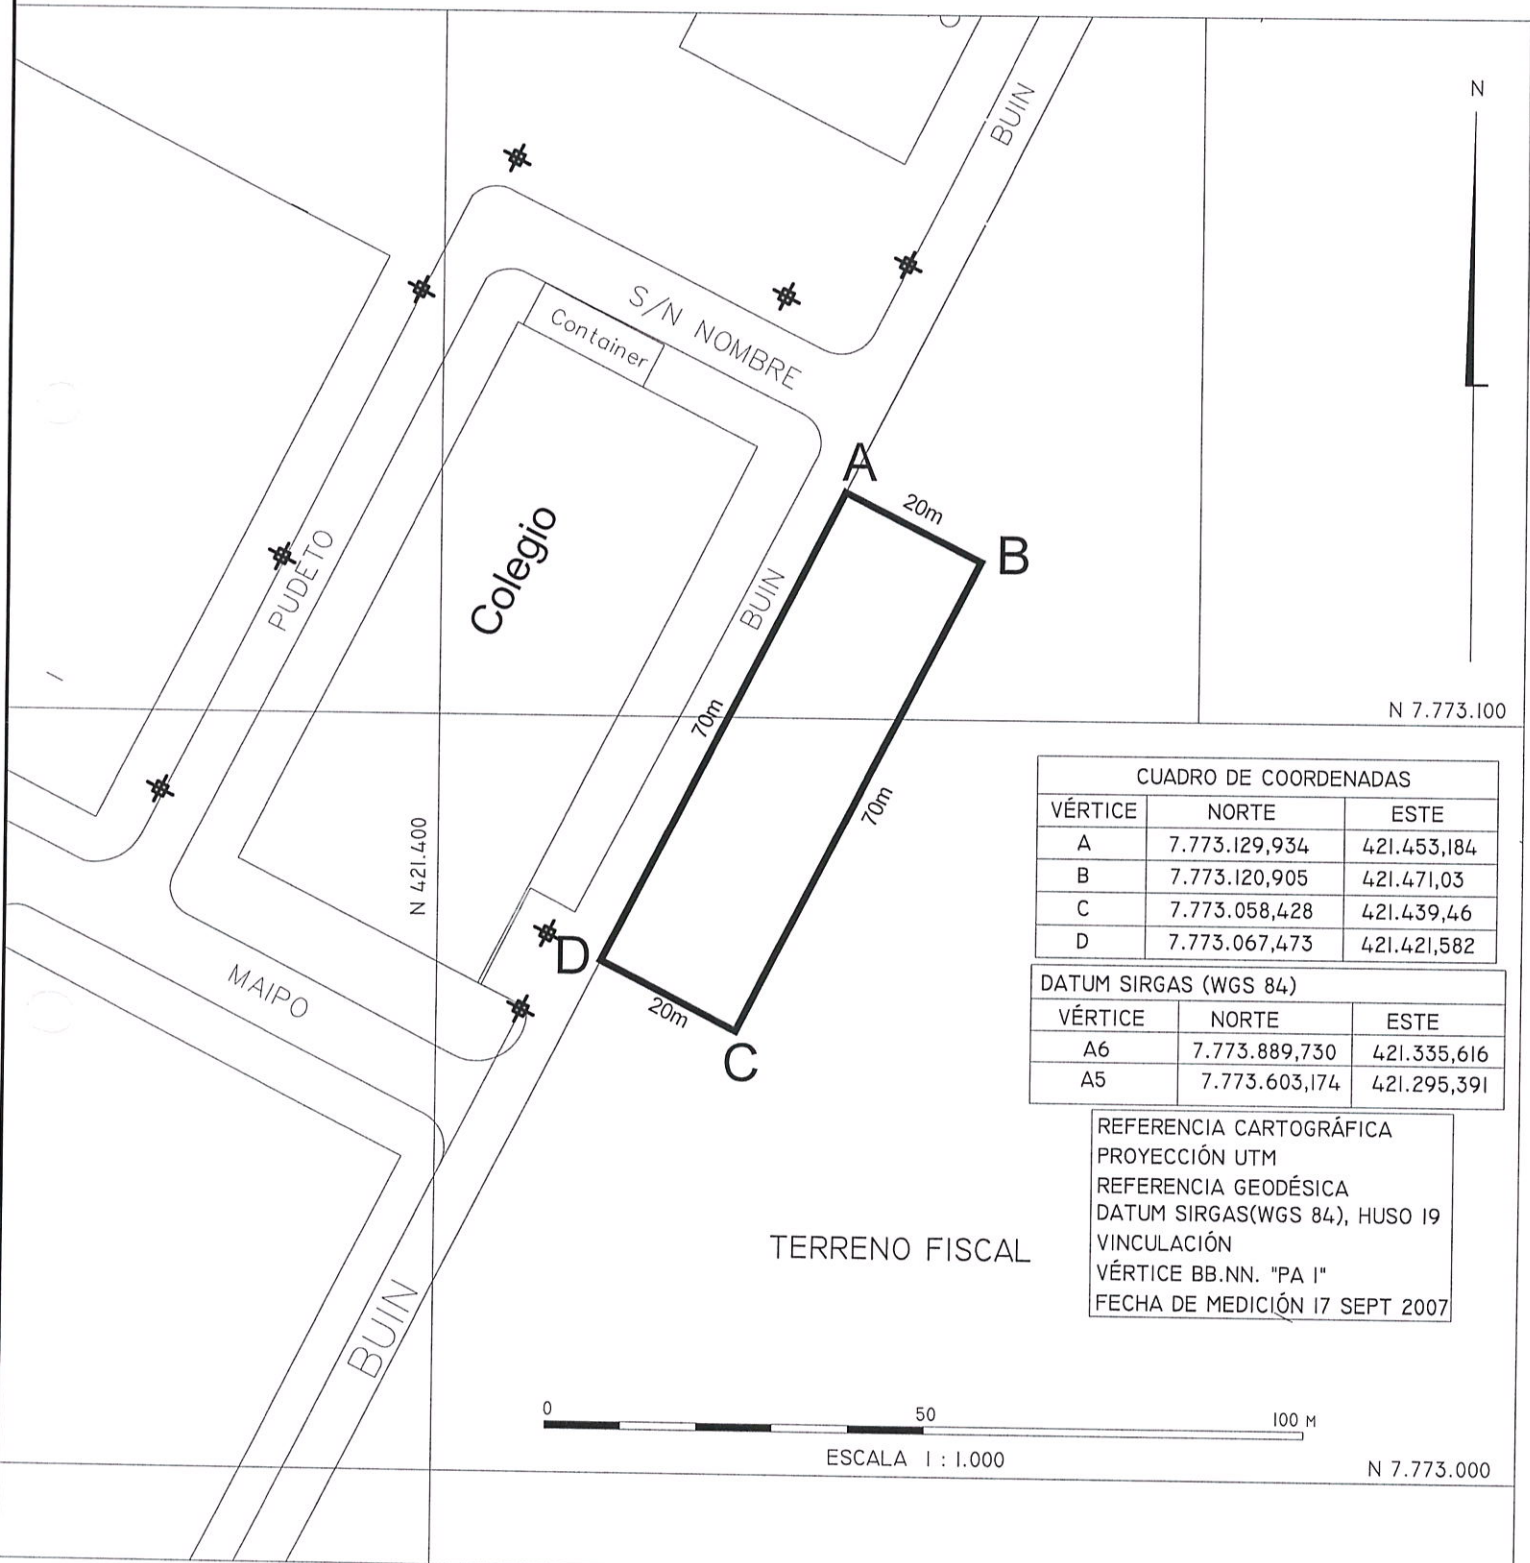 BUIN
N
S/N NOMBRE
Container
A
20m
B
Colegio
PUDETO
BUIN
70m
N 7.773.100
70m
CUADRO DE COORDENADAS
VÉRTICE NORTE ESTE
A 7.773.129,934 421.453,184
B 7.773.120,905 421.471,03
C 7.773.058,428 421.439,46
D 7.773.067,473 421.421,582
N 421.400
D
DATUM SIRGAS (WGS 84)
VÉRTICE NORTE ESTE
A6 7.773.889,730 421.335,616
A5 7.773.603,174 421.295,391
MAIPO
20m
C
REFERENCIA CARTOGRÁFICA
PROYECCIÓN UTM
REFERENCIA GEODÉSICA
DATUM SIRGAS(WGS 84), HUSO 19
VINCULACIÓN
VÉRTICE BB.NN. "PA 1"
FECHA DE MEDICIÓN 17 SEPT 2007
TERRENO FISCAL
BUIN
0 50 100 M
ESCALA 1 : 1.000
N 7.773.000